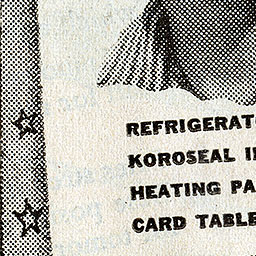 REFRIGERATO
KOROSEAL I
HEATING PA
CARD TABLE